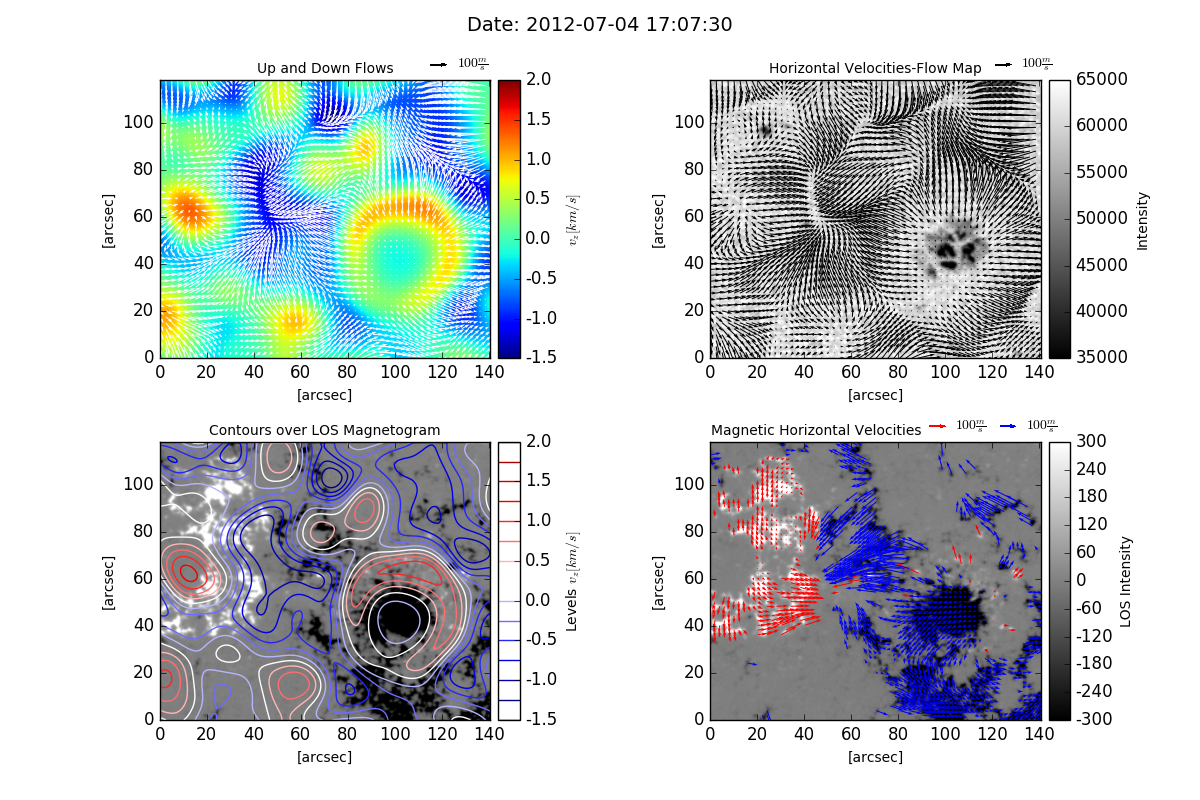 Date: 2012-07-04 17:07:30
Up and Down Flows
100 m/s
2.0
1.5
1.0
0.5
0.0
-0.5
-1.0
-1.5
v_z[km/s]
100
80
60
40
20
0
[arcsec]
0 20 40 60 80 100 120 140
[arcsec]
Horizontal Velocities-Flow Map
100 m/s
65000
60000
55000
50000
45000
40000
35000
Intensity
100
80
60
40
20
0
[arcsec]
0 20 40 60 80 100 120 140
[arcsec]
Contours over LOS Magnetogram
2.0
1.5
1.0
0.5
0.0
-0.5
-1.0
-1.5
Levels v_z[km/s]
100
80
60
40
20
0
[arcsec]
0 20 40 60 80 100 120 140
[arcsec]
Magnetic Horizontal Velocities
100 m/s 100 m/s
300
240
180
120
60
0
-60
-120
-180
-240
-300
LOS Intensity
100
80
60
40
20
0
[arcsec]
0 20 40 60 80 100 120 140
[arcsec]